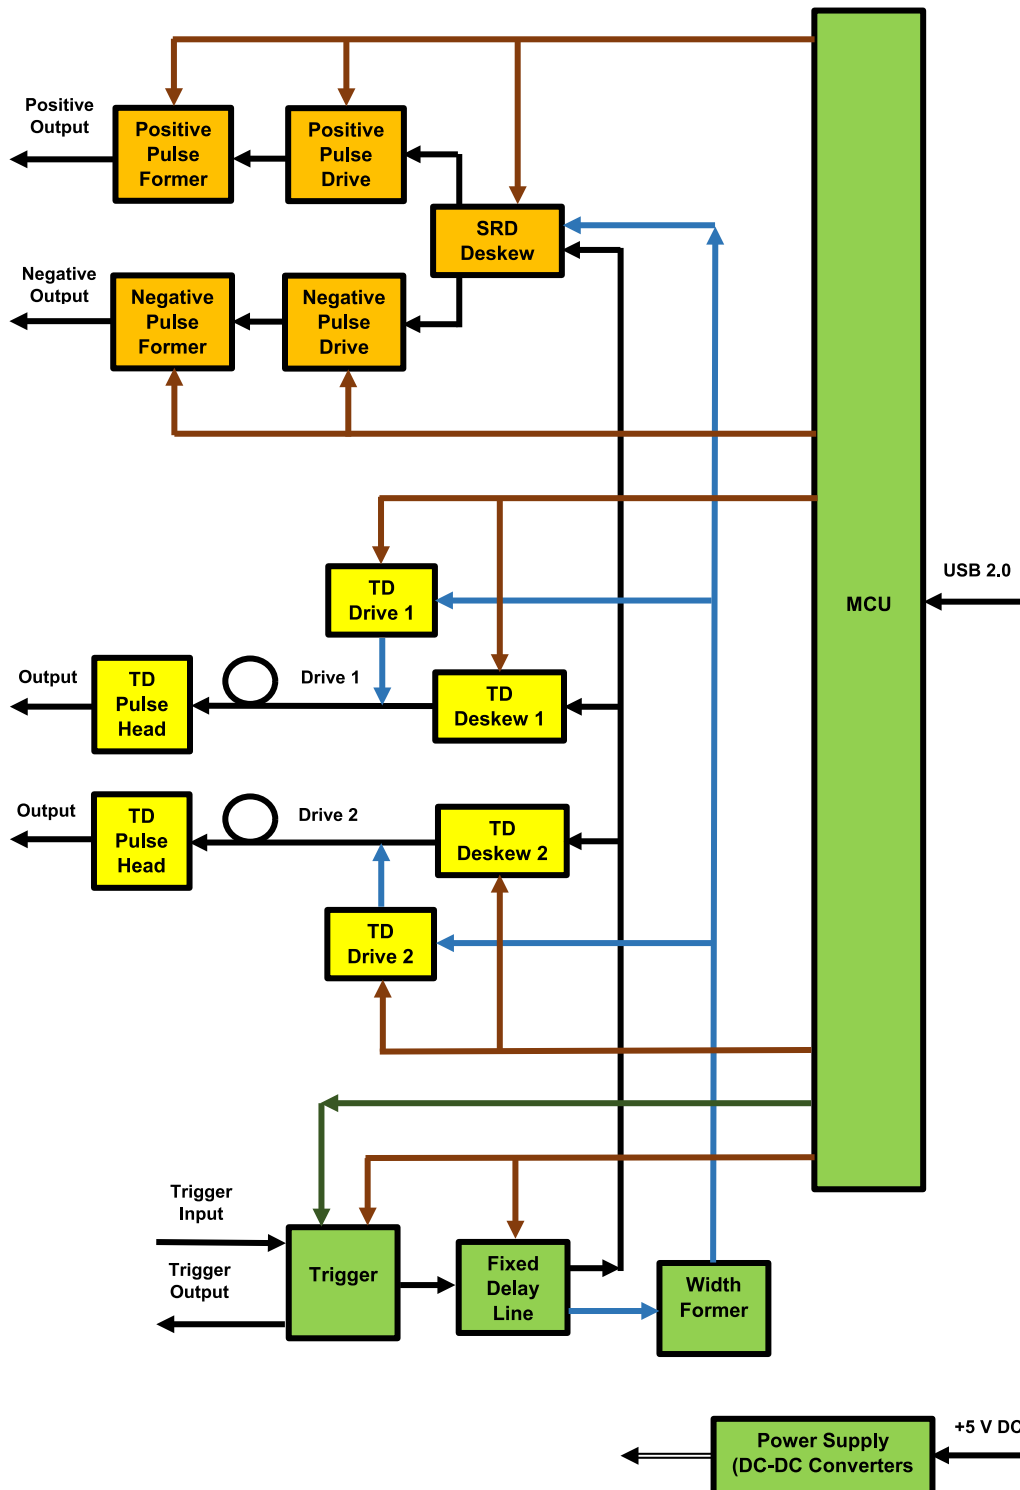 Positive
Output
Positive
Pulse
Former
Positive
Pulse
Drive
SRD
Deskew
Negative
Output
Negative
Pulse
Former
Negative
Pulse
Drive
USB 2.0
MCU
TD
Drive 1
Output
TD
Pulse
Head
Drive 1
TD
Deskew 1
Output
TD
Pulse
Head
Drive 2
TD
Deskew 2
TD
Drive 2
Trigger
Input
Trigger
Output
Trigger
Fixed
Delay
Line
Width
Former
Power Supply
(DC-DC Converters
+5 V DC